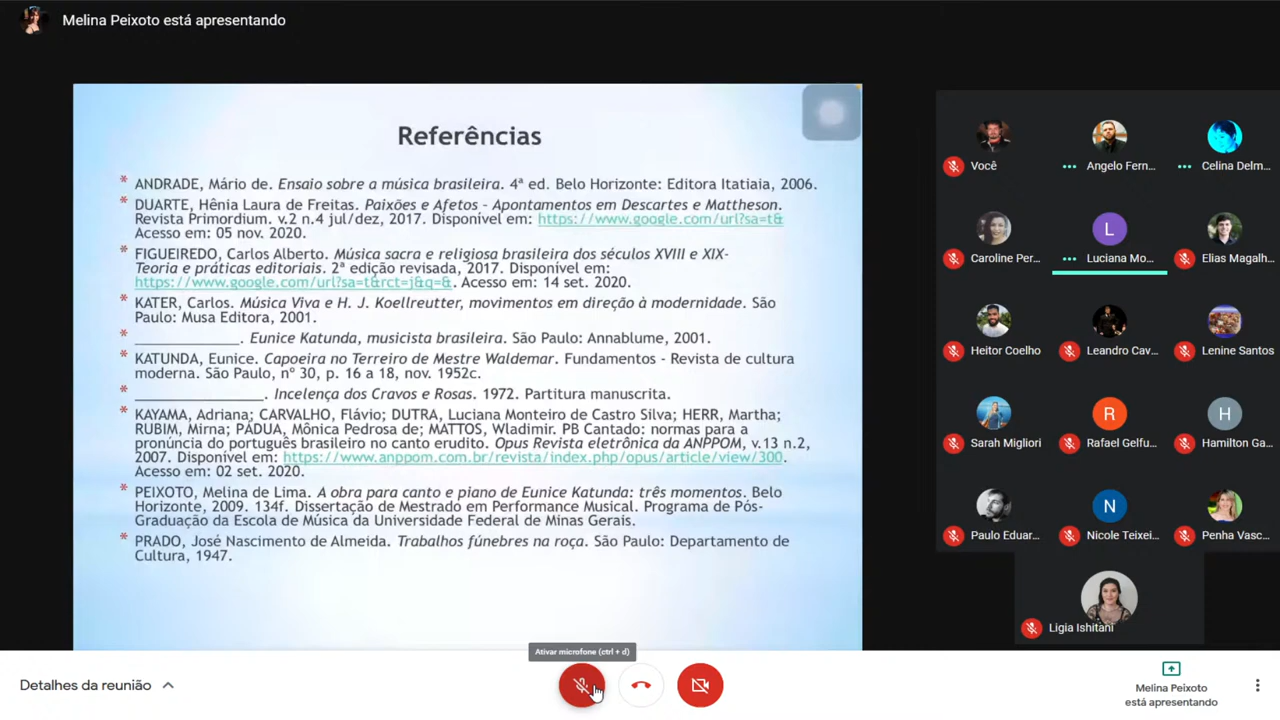 Melina Peixoto está apresentando
Referências
* ANDRADE, Mário de. Ensaio sobre a música brasileira. 4ª ed. Belo Horizonte: Editora Itatiaia, 2006.
* DUARTE, Hênia Laura de Freitas. Paixões e Afetos – Apontamentos em Descartes e Mattheson.
Revista Primordium. v.2 n.4 jul/dez, 2017. Disponível em: https://www.google.com/url?sa=t&
Acesso em: 05 nov. 2020.
* FIGUEIREDO, Carlos Alberto. Música sacra e religiosa brasileira dos séculos XVIII e XIX-
Teoria e práticas editoriais. 2ª edição revisada, 2017. Disponível em:
https://www.google.com/url?sa=t&rct=j&q=&. Acesso em: 14 set. 2020.
* KATER, Carlos. Música Viva e H. J. Koellreutter, movimentos em direção à modernidade. São
Paulo: Musa Editora, 2001.
* ______________. Eunice Katunda, musicista brasileira. São Paulo: Annablume, 2001.
* KATUNDA, Eunice. Capoeira no Terreiro de Mestre Waldemar. Fundamentos - Revista de cultura
moderna. São Paulo, nº 30, p. 16 a 18, nov. 1952c.
* _________________. Incelença dos Cravos e Rosas. 1972. Partitura manuscrita.
* KAYAMA, Adriana; CARVALHO, Flávio; DUTRA, Luciana Monteiro de Castro Silva; HERR, Martha;
RUBIM, Mirna; PÁDUA, Mônica Pedrosa de; MATTOS, Wladimir. PB Cantado: normas para a
pronúncia do português brasileiro no canto erudito. Opus Revista eletrônica da ANPPOM, v.13 n.2,
2007. Disponível em: https://www.anppom.com.br/revista/index.php/opus/article/view/300.
Acesso em: 02 set. 2020.
* PEIXOTO, Melina de Lima. A obra para canto e piano de Eunice Katunda: três momentos. Belo
Horizonte, 2009. 134f. Dissertação de Mestrado em Performance Musical. Programa de Pós-
Graduação da Escola de Música da Universidade Federal de Minas Gerais.
* PRADO, José Nascimento de Almeida. Trabalhos fúnebres na roça. São Paulo: Departamento de
Cultura, 1947.
Você
Angelo Fern...
Celina Delm...
Caroline Per...
L
Luciana Mo...
Elias Magalh...
Heitor Coelho
Leandro Cav...
Lenine Santos
Sarah Migliori
R
Rafael Gelfu...
H
Hamilton Ga...
Paulo Eduar...
N
Nicole Teixei...
Penha Vasc...
Ligia Ishitani
Ativar microfone (ctrl + d)
Detalhes da reunião
Melina Peixoto
está apresentando